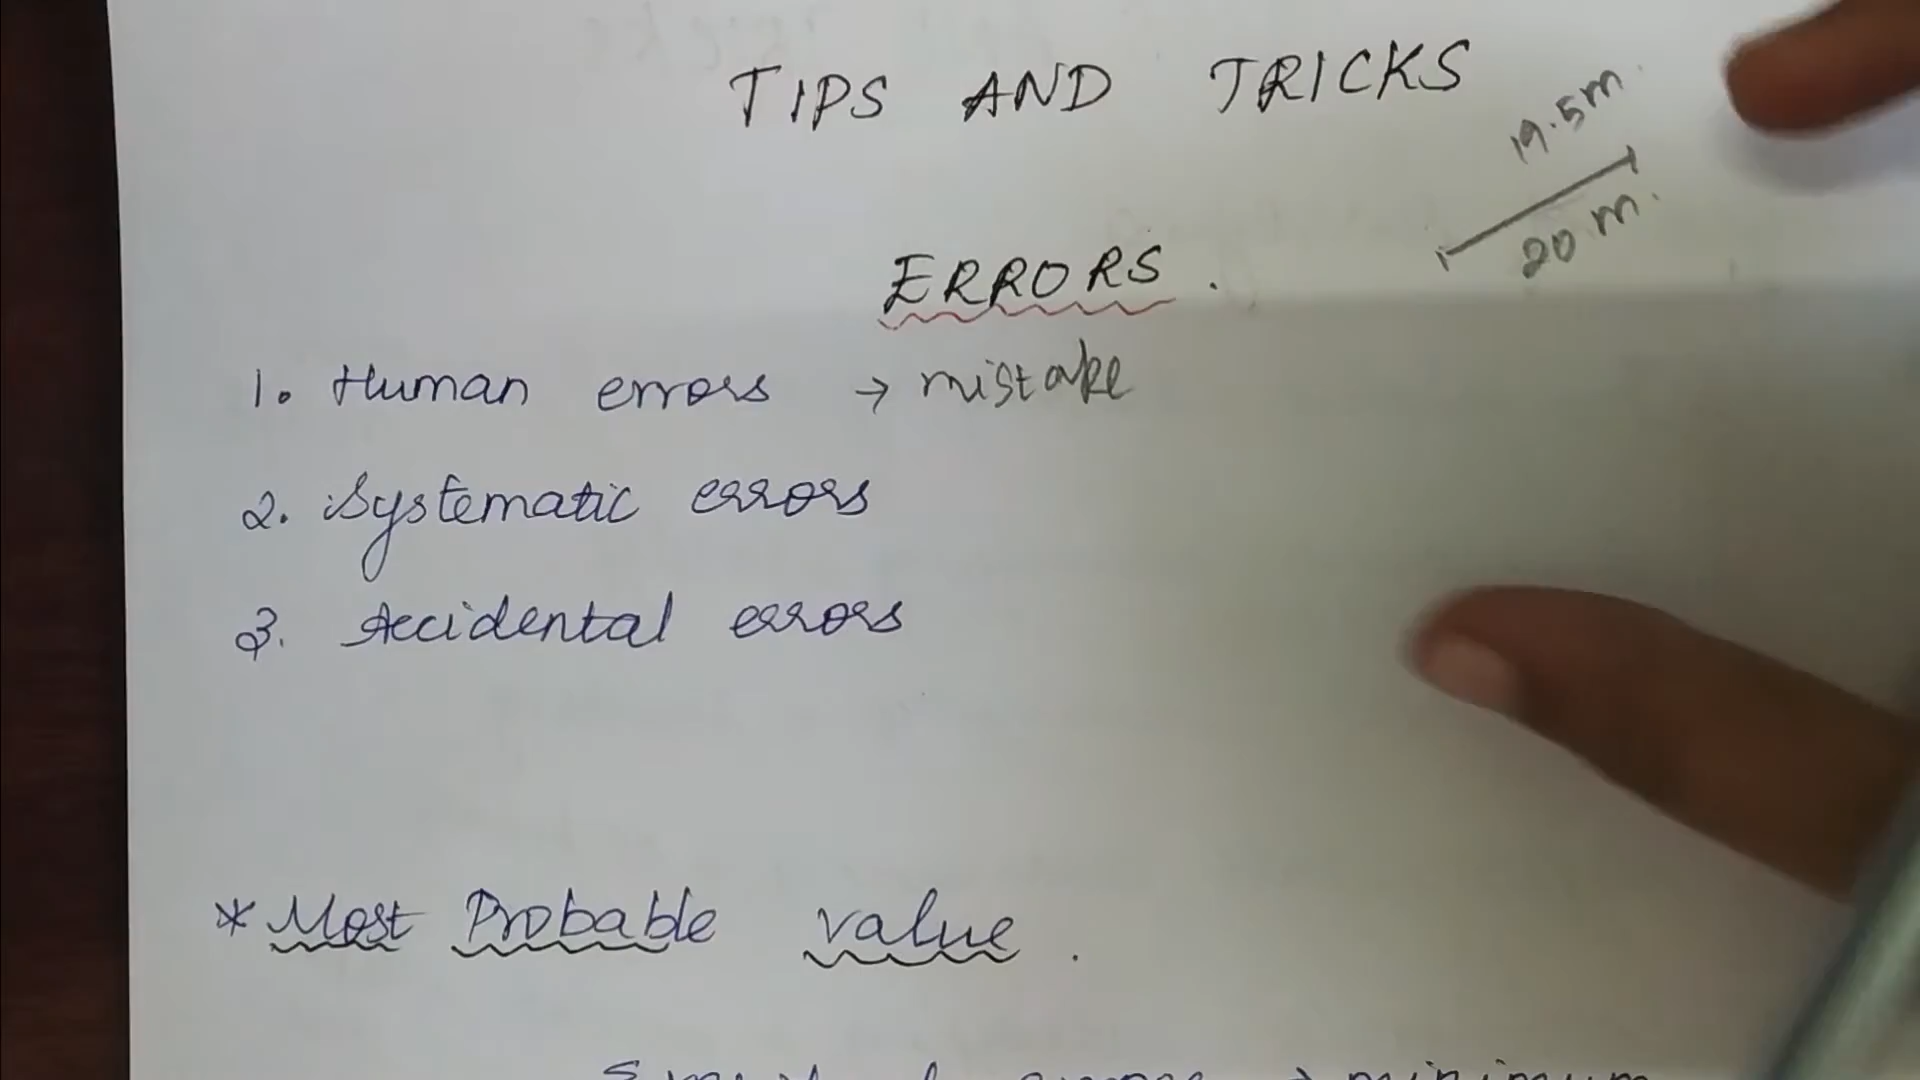 TIPS AND TRICKS
19.5m
20 m.
ERRORS.
1. Human errors → mistake
2. Systematic errors
3. Accidental errors
* Most Probable value.
→ minimum